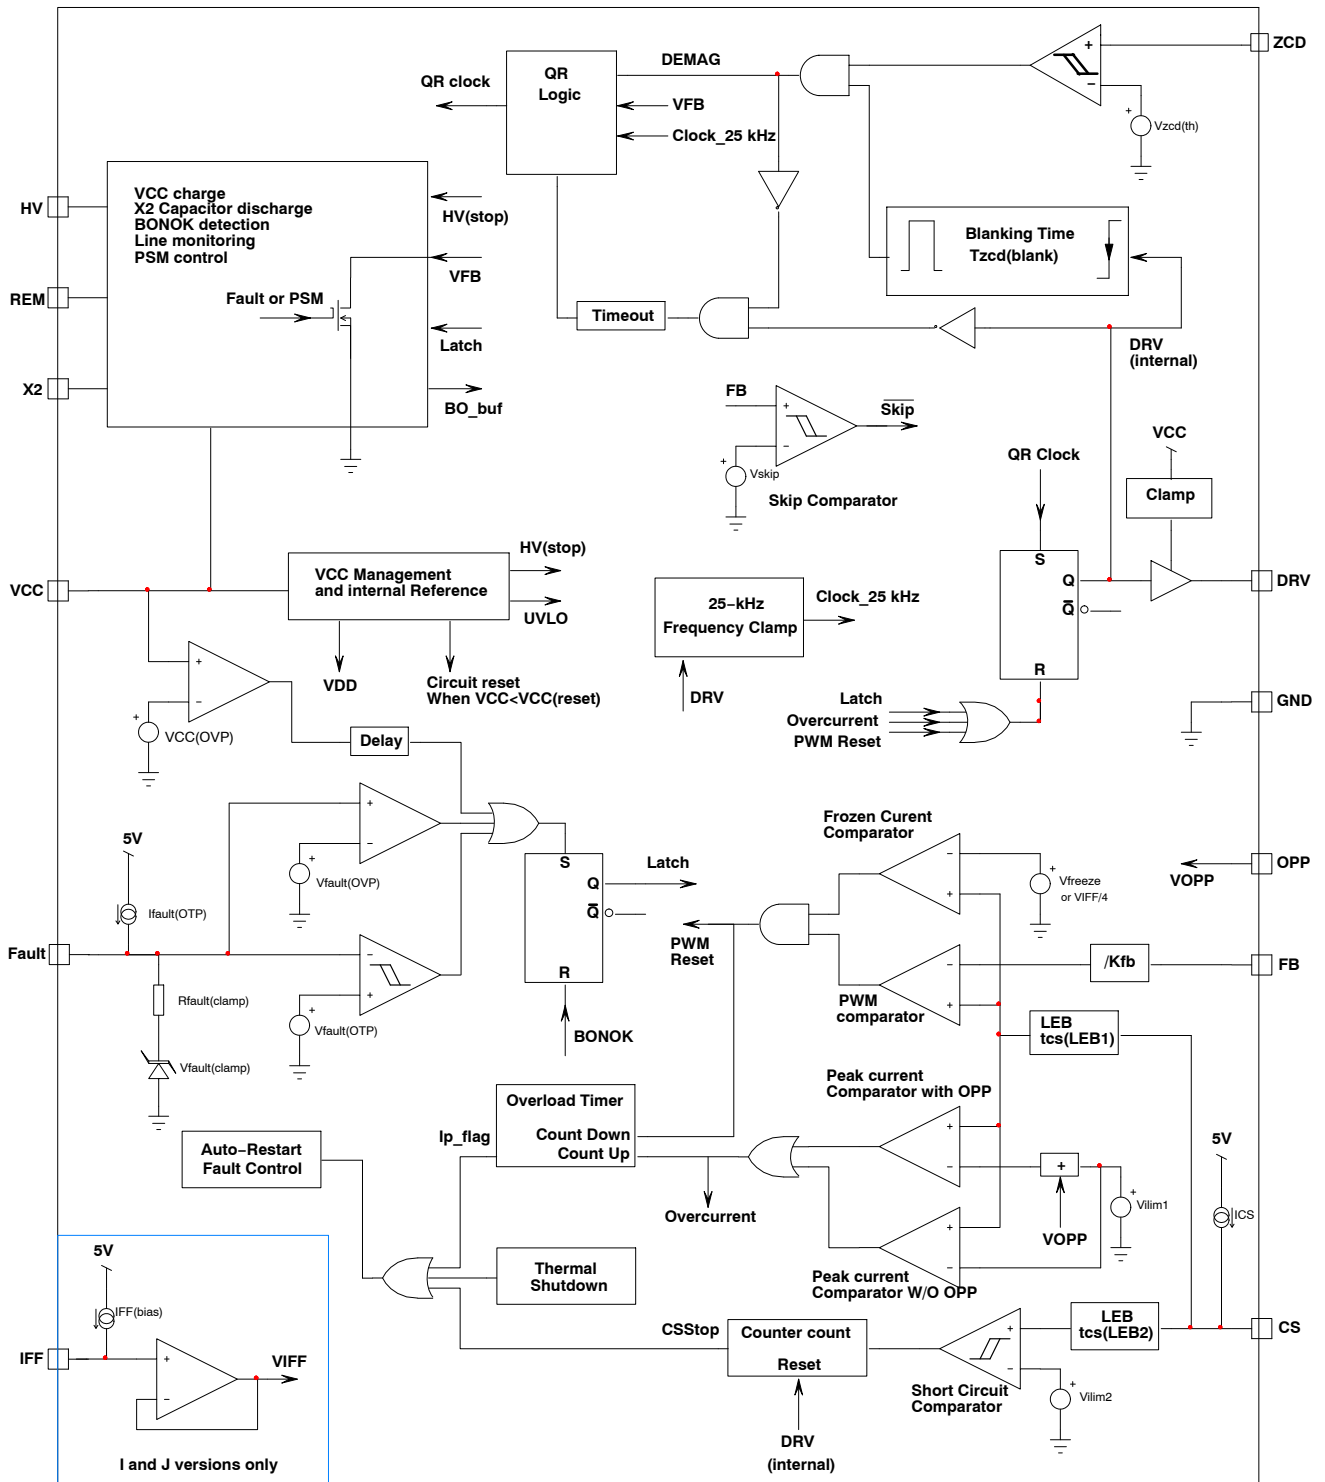 ZCD
+
−
+
Vzcd(th)
DEMAG
QR clock
QR
Logic
VFB
Clock_25 kHz
VCC charge
X2 Capacitor discharge
BONOK detection
Line monitoring
PSM control
HV
HV(stop)
VFB
REM
Fault or PSM
Latch
X2
BO_buf
Blanking Time
Tzcd(blank)
Timeout
DRV
(internal)
FB
+
−
Skip
+
Vskip
Skip Comparator
QR Clock
VCC
Clamp
S
Q
Q
R
DRV
VCC
VCC Management
and internal Reference
HV(stop)
UVLO
VDD
Circuit reset
When VCC<VCC(reset)
25−kHz
Frequency Clamp
Clock_25 kHz
DRV
Latch
Overcurrent
PWM Reset
GND
+
−
+
VCC(OVP)
Delay
+
−
+
Vfault(OVP)
5V
Ifault(OTP)
Fault
Rfault(clamp)
Vfault(clamp)
−
+
+
Vfault(OTP)
S
Q
Q
R
Latch
BONOK
PWM
Reset
Frozen Curent
Comparator
−
+
+
Vfreeze
or VIFF/4
OPP
VOPP
/Kfb
FB
−
+
PWM
comparator
LEB
tcs(LEB1)
Peak current
Comparator with OPP
+
−
+
+
Vilim1
VOPP
5V
ICS
Overload Timer
Count Down
Count Up
Ip_flag
Overcurrent
Auto−Restart
Fault Control
+
−
Peak current
Comparator W/O OPP
Thermal
Shutdown
CSStop
Counter count
Reset
DRV
(internal)
+
−
Short Circuit
Comparator
LEB
tcs(LEB2)
CS
+
Vilim2
5V
IFF(bias)
IFF
+
−
VIFF
I and J versions only